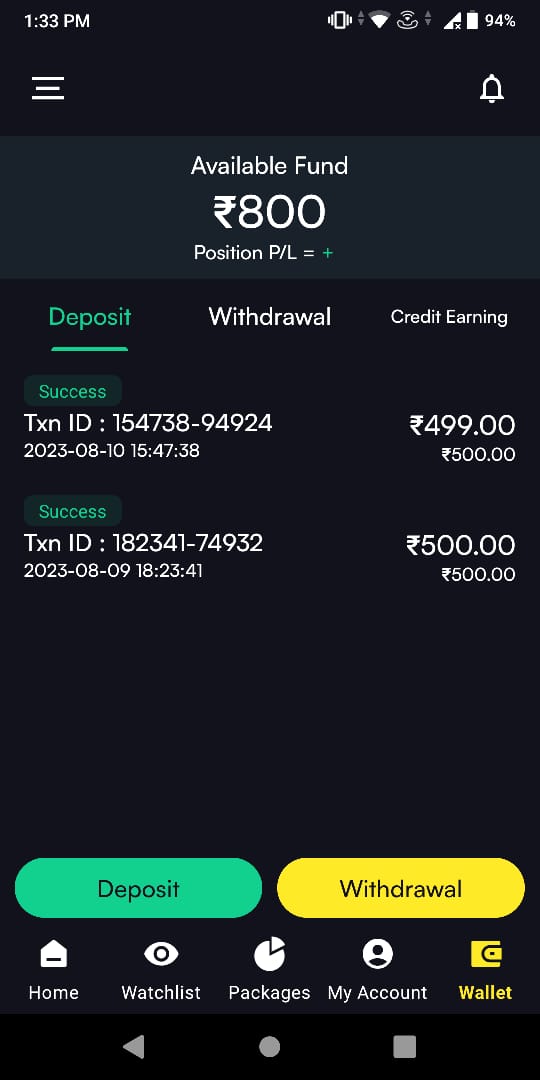 1:33 PM
94%
Available Fund
₹800
Position P/L = +
Deposit Withdrawal Credit Earning
Success
Txn ID : 154738-94924 ₹499.00
2023-08-10 15:47:38 ₹500.00
Success
Txn ID : 182341-74932 ₹500.00
2023-08-09 18:23:41 ₹500.00
Deposit Withdrawal
Home Watchlist Packages My Account Wallet